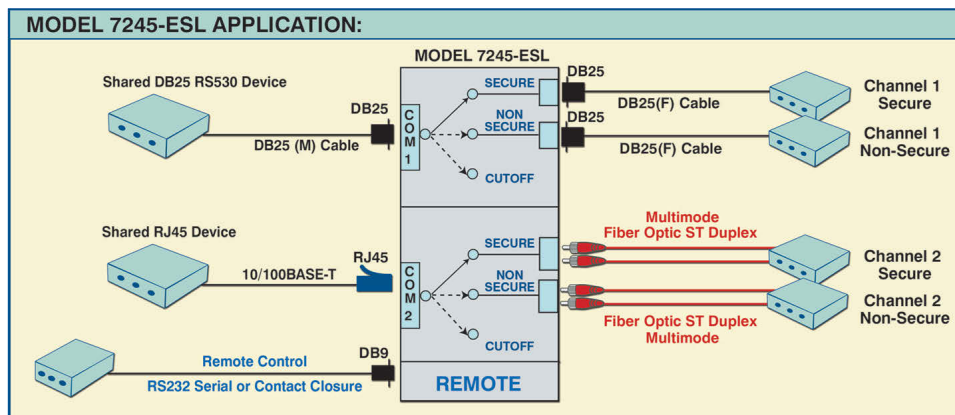 MODEL 7245-ESL APPLICATION:
MODEL 7245-ESL
Shared DB25 RS530 Device
DB25
DB25 (M) Cable
COM 1
SECURE
NON
SECURE
CUTOFF
DB25
DB25(F) Cable
Channel 1
Secure
DB25
DB25(F) Cable
Channel 1
Non-Secure
Shared RJ45 Device
RJ45
10/100BASE-T
COM 2
SECURE
NON
SECURE
CUTOFF
Multimode
Fiber Optic ST Duplex
Channel 2
Secure
Fiber Optic ST Duplex
Multimode
Channel 2
Non-Secure
DB9
Remote Control
RS232 Serial or Contact Closure
REMOTE